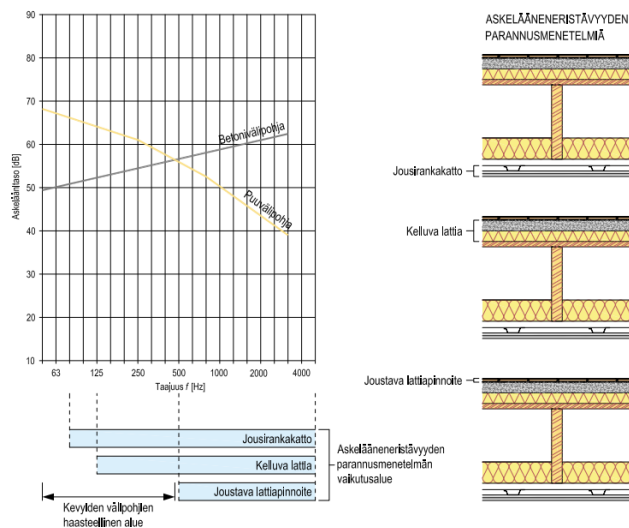 90
80
70
60
50
40
30
20
10
Askelääntaso [dB]
Betonivälipohja
Puuvälipohja
63
125
250
500
1000
2000
4000
Taajuus f [Hz]
Jousirankakatto
Kelluva lattia
Joustava lattiapinnoite
Askelääneneristävyyden
parannusmenetelmän
vaikutusalue
Kevyiden välipohjien
haasteellinen alue
ASKELÄÄNENERISTÄVYYDEN
PARANNUSMENETELMIÄ
Jousirankakatto
Kelluva lattia
Joustava lattiapinnoite